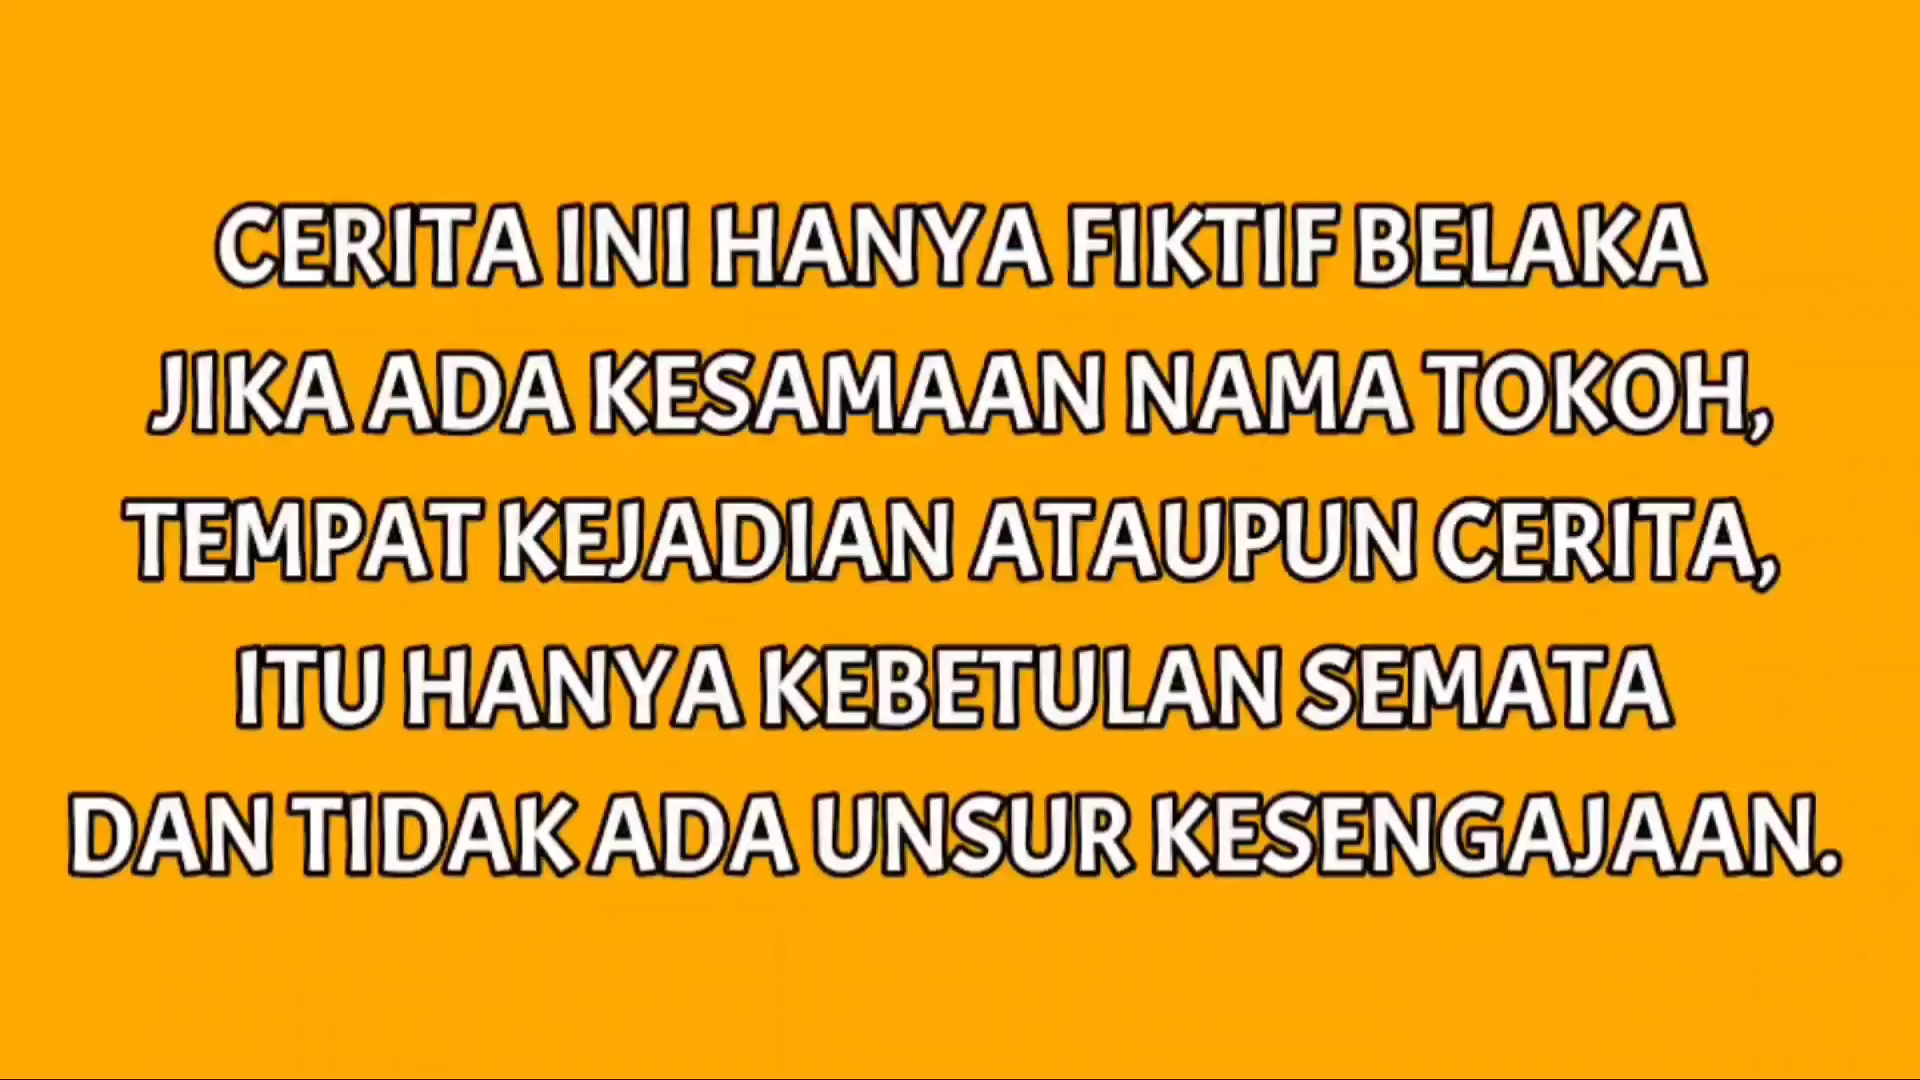 CERITA INI HANYA FIKTIF BELAKA
JIKA ADA KESAMAAN NAMA TOKOH,
TEMPAT KEJADIAN ATAUPUN CERITA,
ITU HANYA KEBETULAN SEMATA
DAN TIDAK ADA UNSUR KESENGAJAAN.